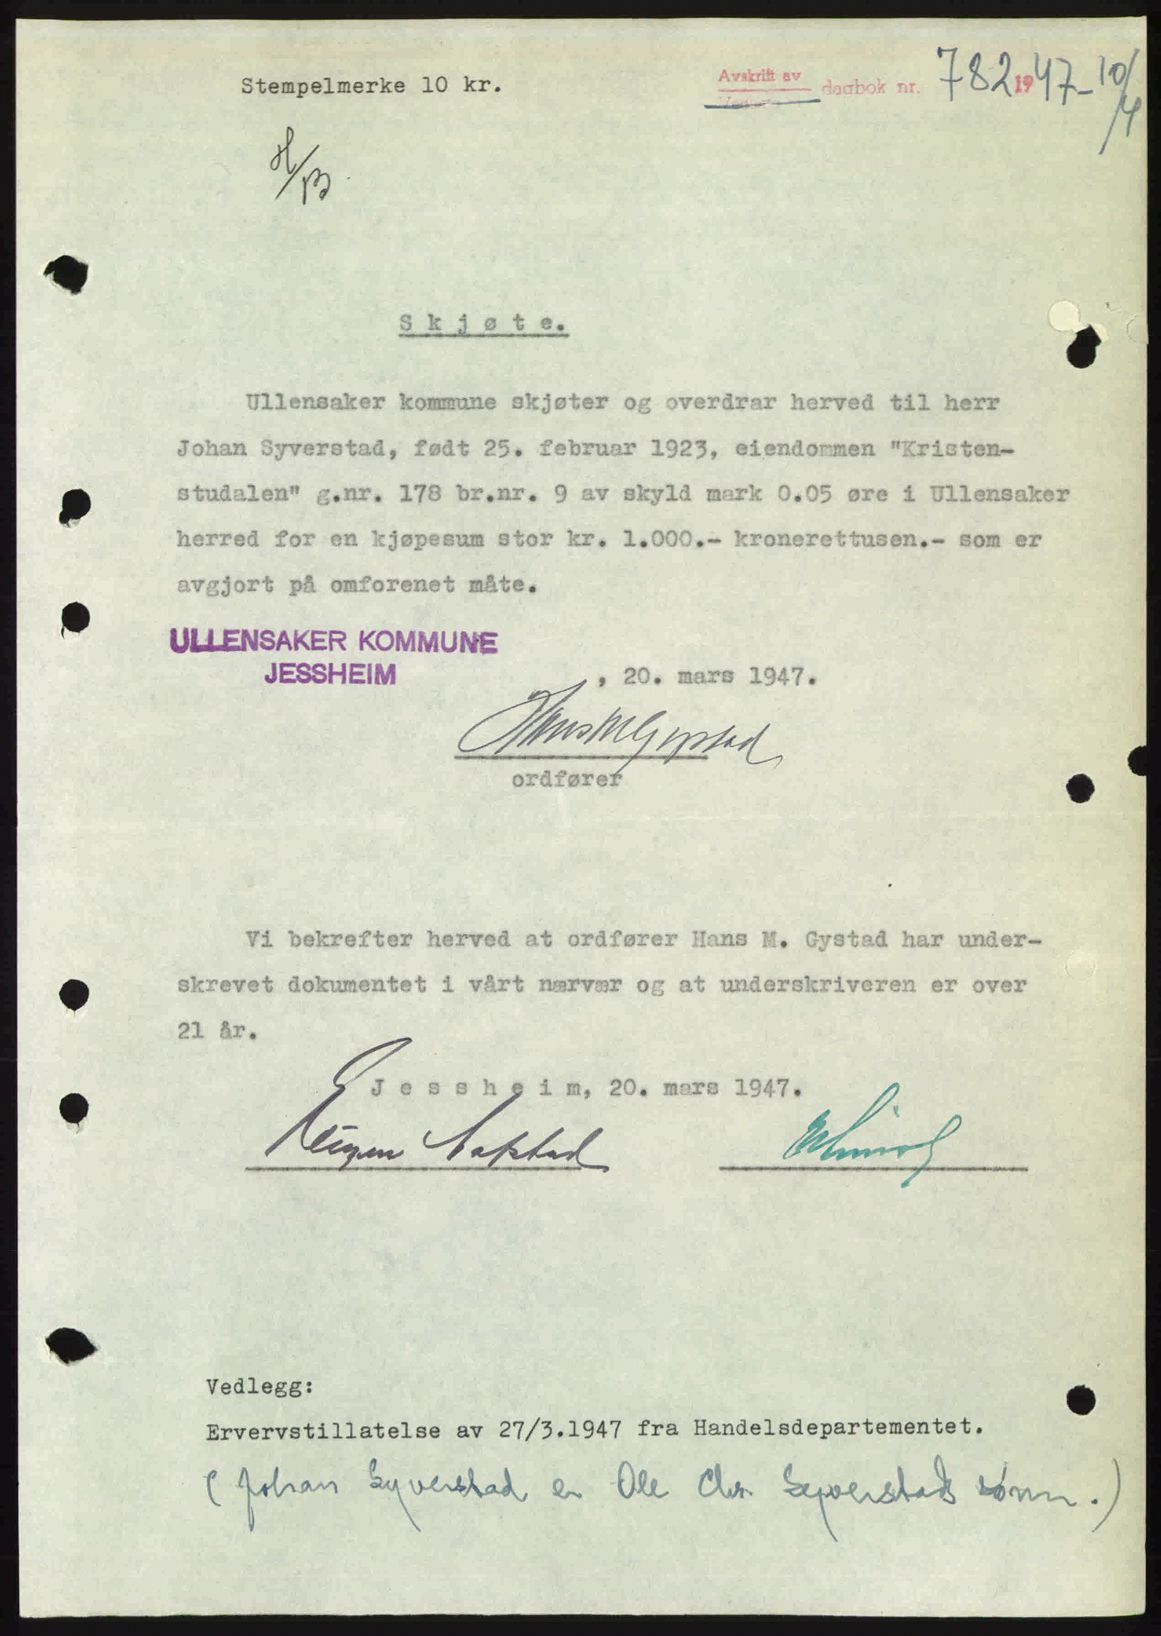 Stempelmerke 10 kr.
Avskrift av dagbok nr. 782 1947 - 10/4
H/B
Skjøte.
Ullensaker kommune skjøter og overdrar herved til herr
Johan Syverstad, født 25. februar 1923, eiendommen "Kristen-
studalen" g.nr. 178 br.nr. 9 av skyld mark 0.05 øre i Ullensaker
herred for en kjøpesum stor kr. 1.000.- kronerettusen.- som er
avgjort på omforenet måte.
ULLENSAKER KOMMUNE
JESSHEIM
, 20. mars 1947.
Hans M Gystad
ordfører
Vi bekrefter herved at ordfører Hans M. Gystad har under-
skrevet dokumentet i vårt nærvær og at underskriveren er over
21 år.
Jessheim, 20. mars 1947.
Vedlegg:
Ervervstillatelse av 27/3.1947 fra Handelsdepartementet.
( Johan Syverstad er Ole Chr. Syverstads sønn. )